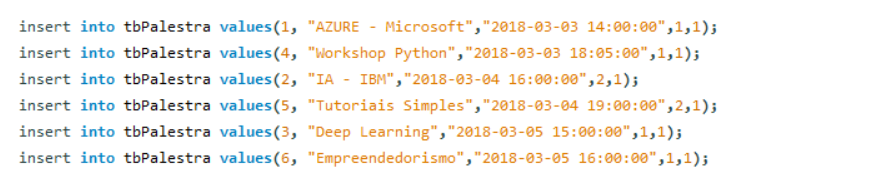 insert into tbPalestra values(1, "AZURE - Microsoft","2018-03-03 14:00:00",1,1);
insert into tbPalestra values(4, "Workshop Python","2018-03-03 18:05:00",1,1);
insert into tbPalestra values(2, "IA - IBM","2018-03-04 16:00:00",2,1);
insert into tbPalestra values(5, "Tutoriais Simples","2018-03-04 19:00:00",2,1);
insert into tbPalestra values(3, "Deep Learning","2018-03-05 15:00:00",1,1);
insert into tbPalestra values(6, "Empreendedorismo","2018-03-05 16:00:00",1,1);